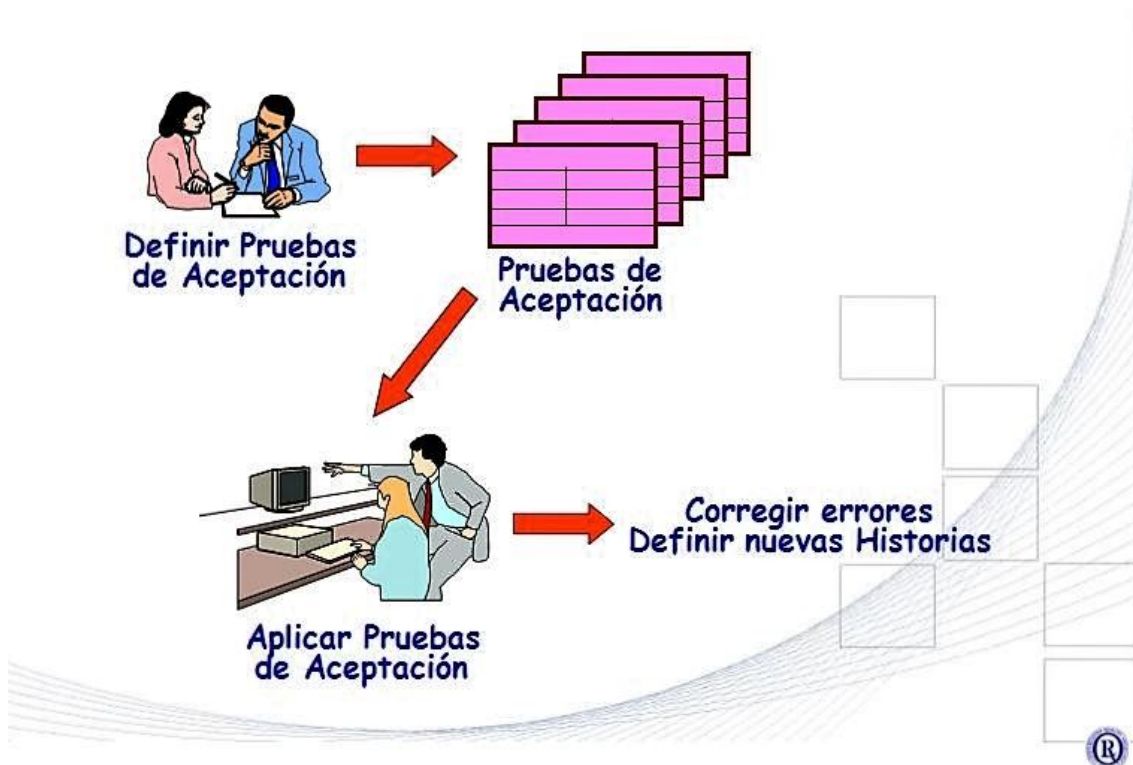 Definir Pruebas
de Aceptación
Pruebas de
Aceptación
Corregir errores
Definir nuevas Historias
Aplicar Pruebas
de Aceptación